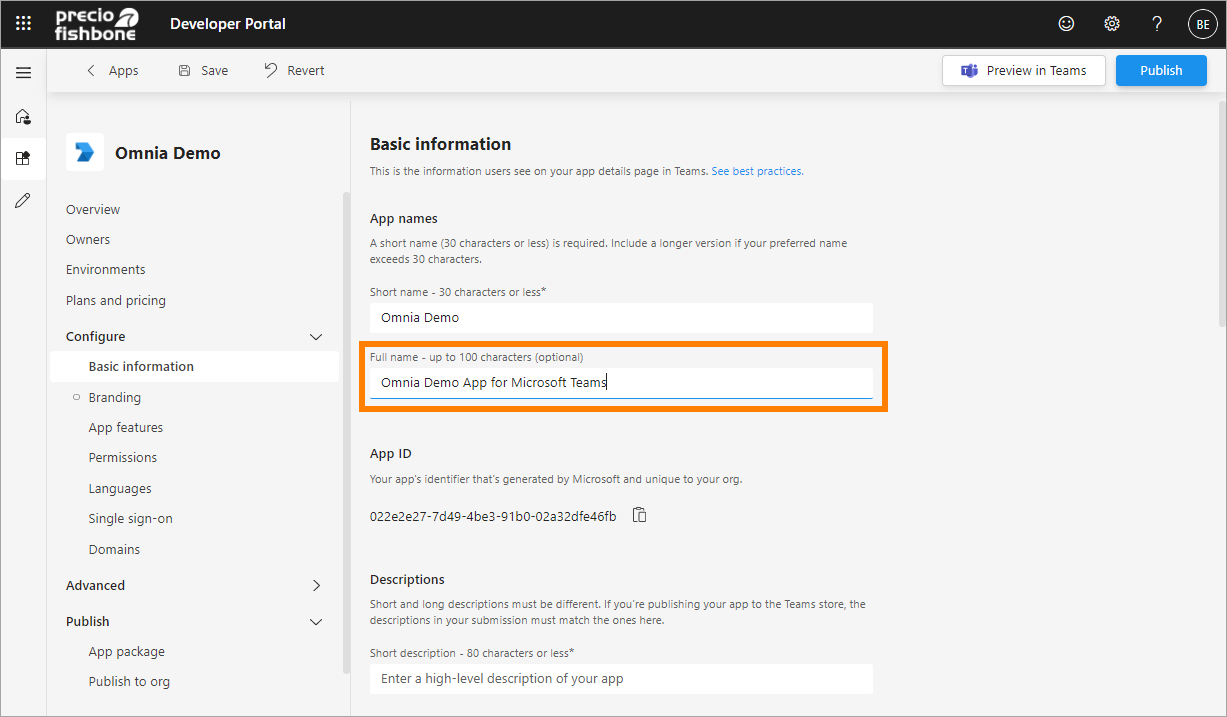 precio
fishbone
Developer Portal
?
BE
Apps
Save
Revert
Preview in Teams
Publish
Omnia Demo
Overview
Owners
Environments
Plans and pricing
Configure
Basic information
Branding
App features
Permissions
Languages
Single sign-on
Domains
Advanced
Publish
App package
Publish to org
Basic information
This is the information users see on your app details page in Teams. See best practices.
App names
A short name (30 characters or less) is required. Include a longer version if your preferred name
exceeds 30 characters.
Short name - 30 characters or less*
Omnia Demo
Full name - up to 100 characters (optional)
Omnia Demo App for Microsoft Teams
App ID
Your app's identifier that's generated by Microsoft and unique to your org.
022e2e27-7d49-4be3-91b0-02a32dfe46fb
Descriptions
Short and long descriptions must be different. If you're publishing your app to the Teams store, the
descriptions in your submission must match the ones here.
Short description - 80 characters or less*
Enter a high-level description of your app